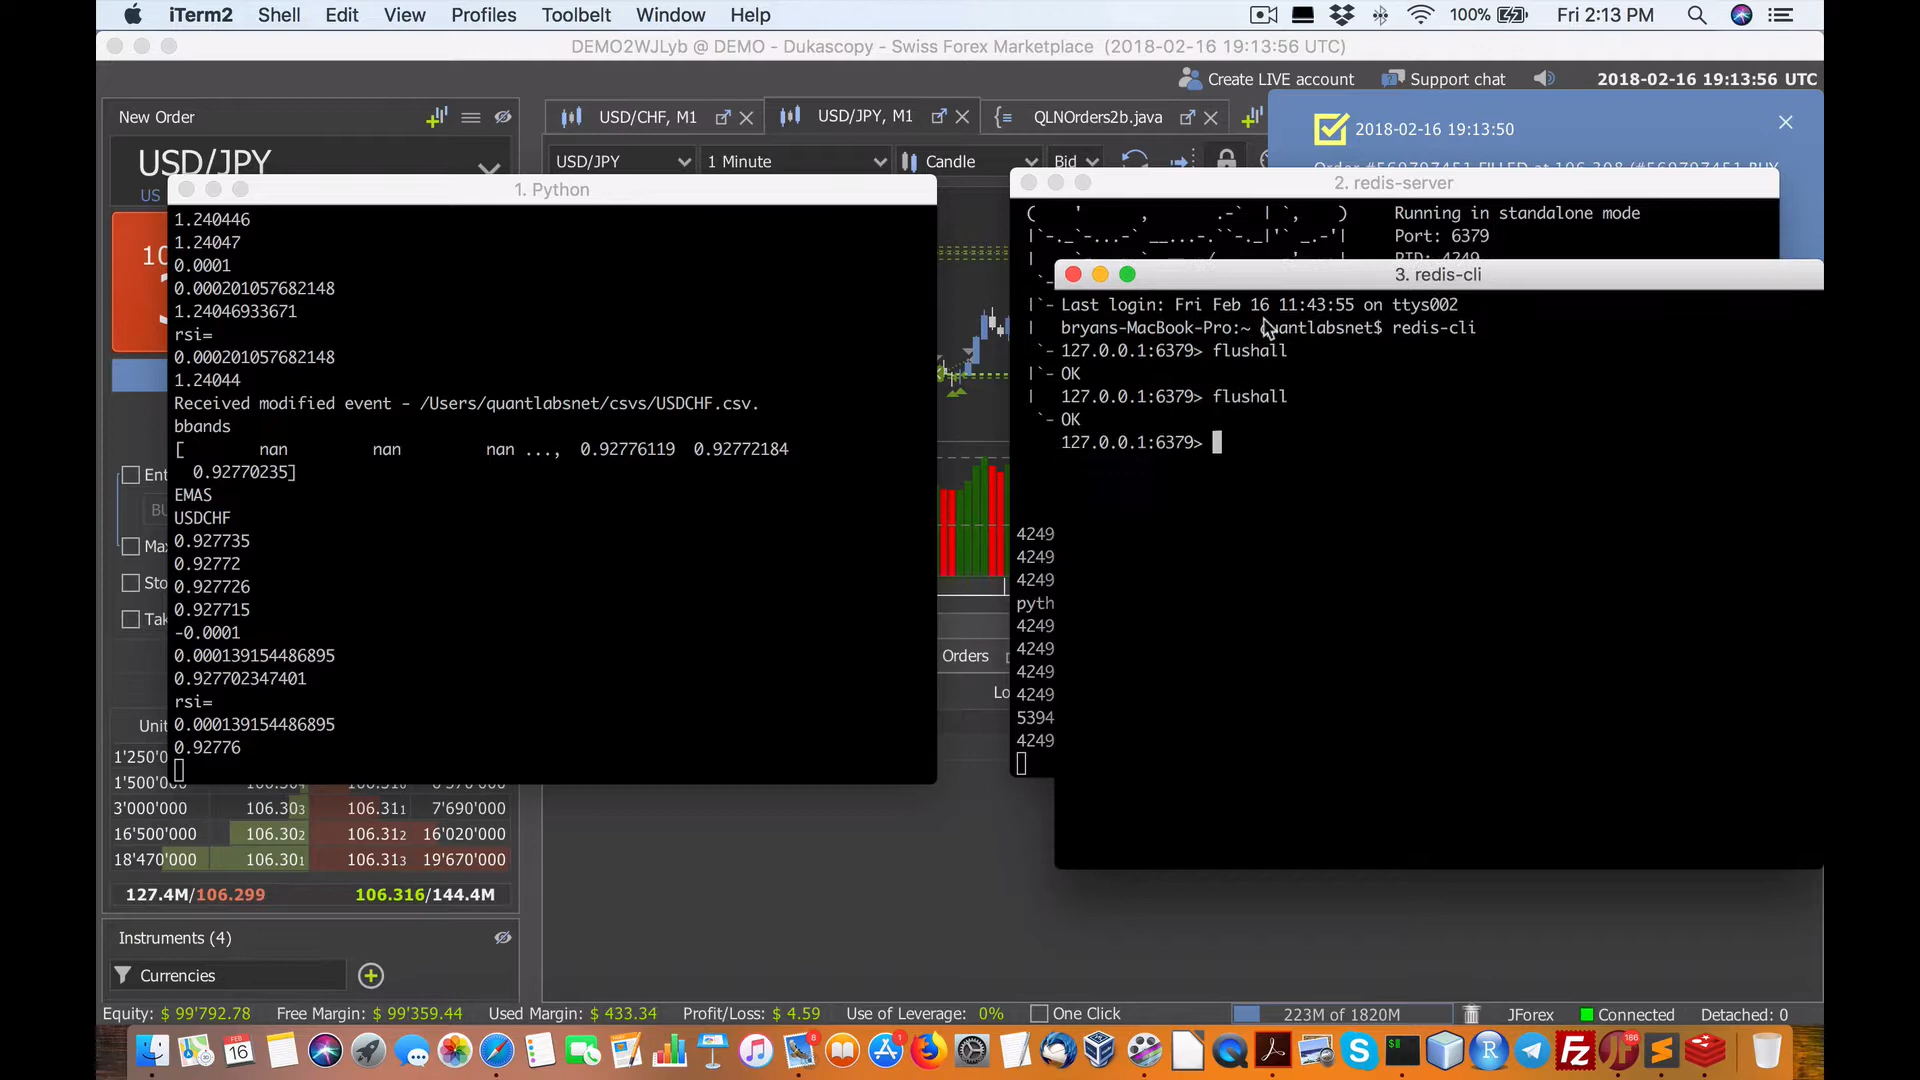 iTerm2 Shell Edit View Profiles Toolbelt Window Help 100% Fri 2:13 PM
DEMO2WJLyb @ DEMO - Dukascopy - Swiss Forex Marketplace (2018-02-16 19:13:56 UTC)
Create LIVE account Support chat 2018-02-16 19:13:56 UTC
New Order
USD/CHF, M1 USD/JPY, M1 QLNOrders2b.java
2018-02-16 19:13:50
USD/JPY
USD/JPY 1 Minute Candle Bid
US
1. Python
1.240446
1.24047
0.0001
0.000201057682148
1.24046933671
rsi=
0.000201057682148
1.24044
Received modified event - /Users/quantlabsnet/csvs/USDCHF.csv.
bbands
[ nan nan nan ..., 0.92776119 0.92772184
0.92770235]
EMAS
USDCHF
0.927735
0.92772
0.927726
0.927715
-0.0001
0.000139154486895
0.927702347401
rsi=
0.000139154486895
0.92776
2. redis-server
Running in standalone mode
Port: 6379
3. redis-cli
Last login: Fri Feb 16 11:43:55 on ttys002
bryans-MacBook-Pro:~ quantlabsnet$ redis-cli
127.0.0.1:6379> flushall
OK
127.0.0.1:6379> flushall
OK
127.0.0.1:6379>
4249
4249
4249
pyth
4249
4249
4249
4249
5394
4249
Orders
1'250'0
1'500'0
3'000'000 106.303 106.311 7'690'000
16'500'000 106.302 106.312 16'020'000
18'470'000 106.301 106.313 19'670'000
127.4M/106.299 106.316/144.4M
Instruments (4)
Currencies
Equity: $ 99'792.78 Free Margin: $ 99'359.44 Used Margin: $ 433.34 Profit/Loss: $ 4.59 Use of Leverage: 0% One Click 223M of 1820M JForex Connected Detached: 0
FEB
16
8
186